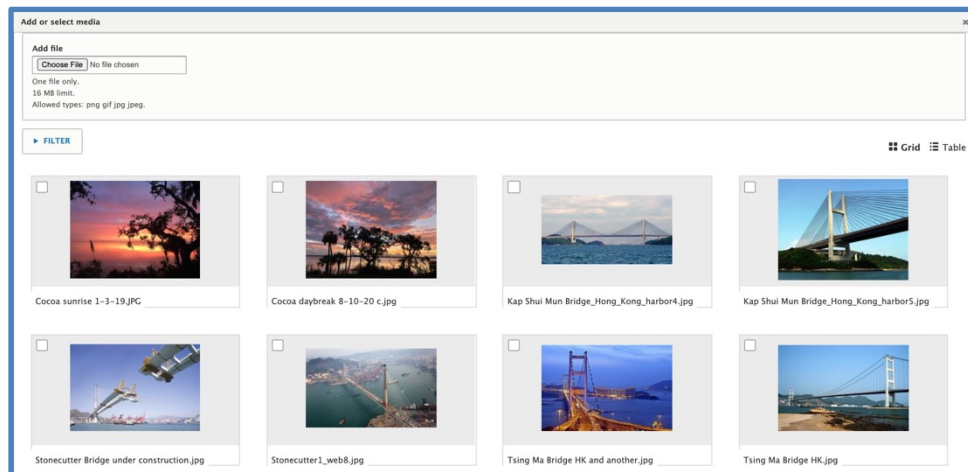 Add or select media
Add file
Choose File No file chosen
One file only.
16 MB limit.
Allowed types: png gif jpg jpeg.
FILTER
Grid Table
Cocoa sunrise 1-3-19.JPG
Cocoa daybreak 8-10-20 c.jpg
Kap Shui Mun Bridge_Hong_Kong_harbor4.jpg
Kap Shui Mun Bridge_Hong_Kong_harbor5.jpg
Stonecutter Bridge under construction.jpg
Stonecutter1_web8.jpg
Tsing Ma Bridge HK and another.jpg
Tsing Ma Bridge HK.jpg